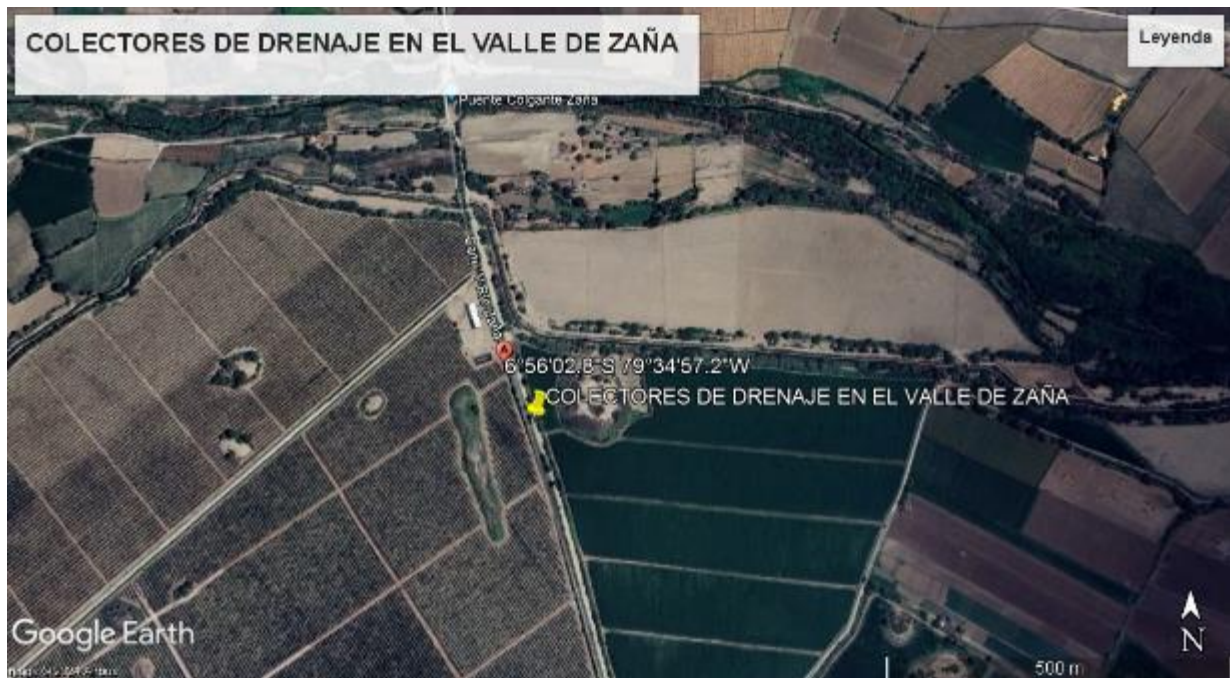 COLECTORES DE DRENAJE EN EL VALLE DE ZAÑA
Leyenda
Puente Colgante Zaña
6°56'02.8"S 79°34'57.2"W
COLECTORES DE DRENAJE EN EL VALLE DE ZAÑA
Google Earth
500 m
N